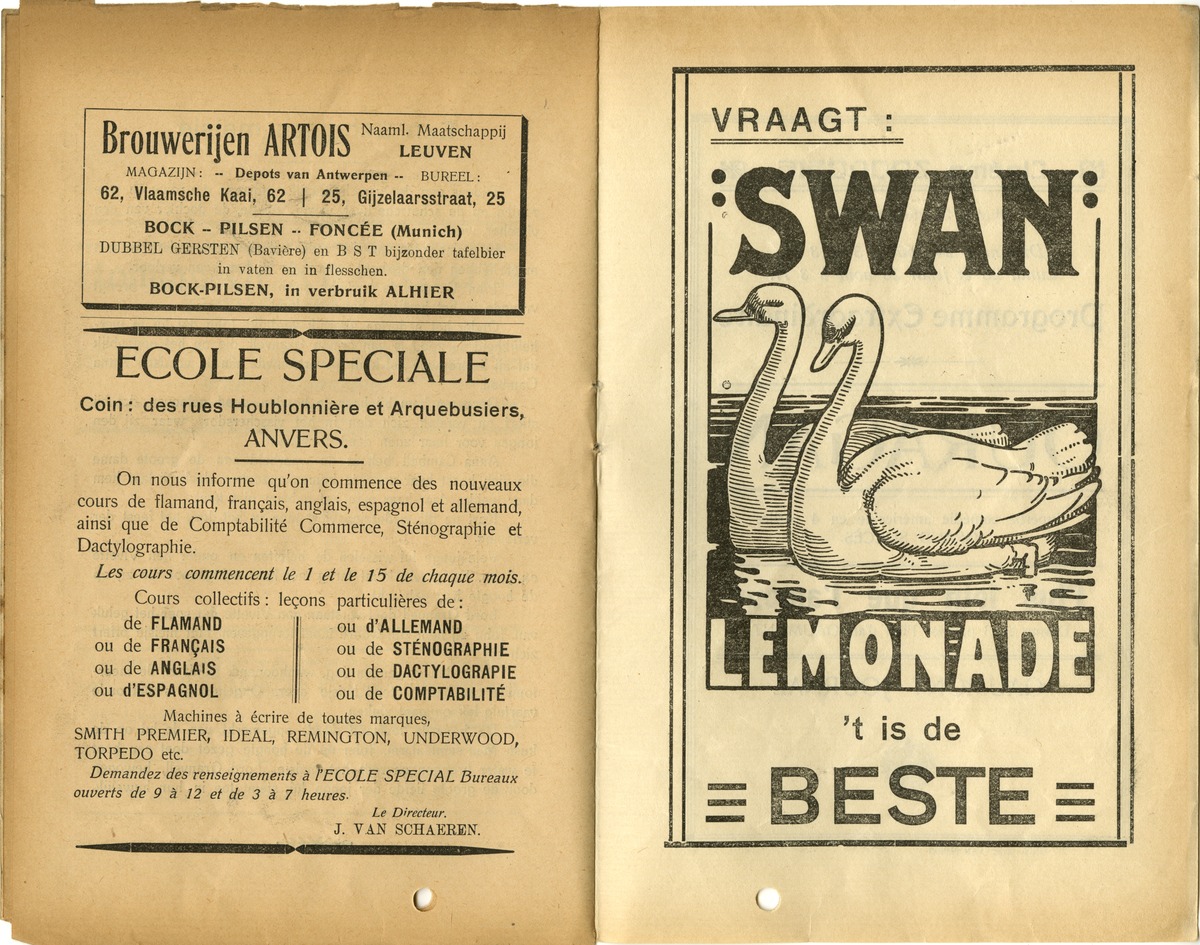 Brouwerijen ARTOIS Naaml. Maatschappij
LEUVEN
MAGAZIJN: -- Depots van Antwerpen -- BUREEL:
62, Vlaamsche Kaai, 62 | 25, Gijzelaarsstraat, 25
BOCK -- PILSEN -- FONCÉE (Munich)
DUBBEL GERSTEN (Bavière) en B S T bijzonder tafelbier
in vaten en in flesschen.
BOCK-PILSEN, in verbruik ALHIER
ECOLE SPECIALE
Coin: des rues Houblonnière et Arquebusiers,
ANVERS.
On nous informe qu'on commence des nouveaux
cours de flamand, français, anglais, espagnol et allemand,
ainsi que de Comptabilité Commerce, Sténographie et
Dactylographie.
Les cours commencent le 1 et le 15 de chaque mois.
Cours collectifs: leçons particulières de:
de FLAMAND
ou de FRANÇAIS
ou de ANGLAIS
ou d'ESPAGNOL
ou d'ALLEMAND
ou de STÉNOGRAPHIE
ou de DACTYLOGRAPIE
ou de COMPTABILITÉ
Machines à écrire de toutes marques,
SMITH PREMIER, IDEAL, REMINGTON, UNDERWOOD,
TORPEDO etc.
Demandez des renseignements à l'ECOLE SPECIAL Bureaux
ouverts de 9 à 12 et de 3 à 7 heures.
Le Directeur.
J. VAN SCHAEREN.
VRAAGT :
SWAN
LEMONADE
't is de
BESTE